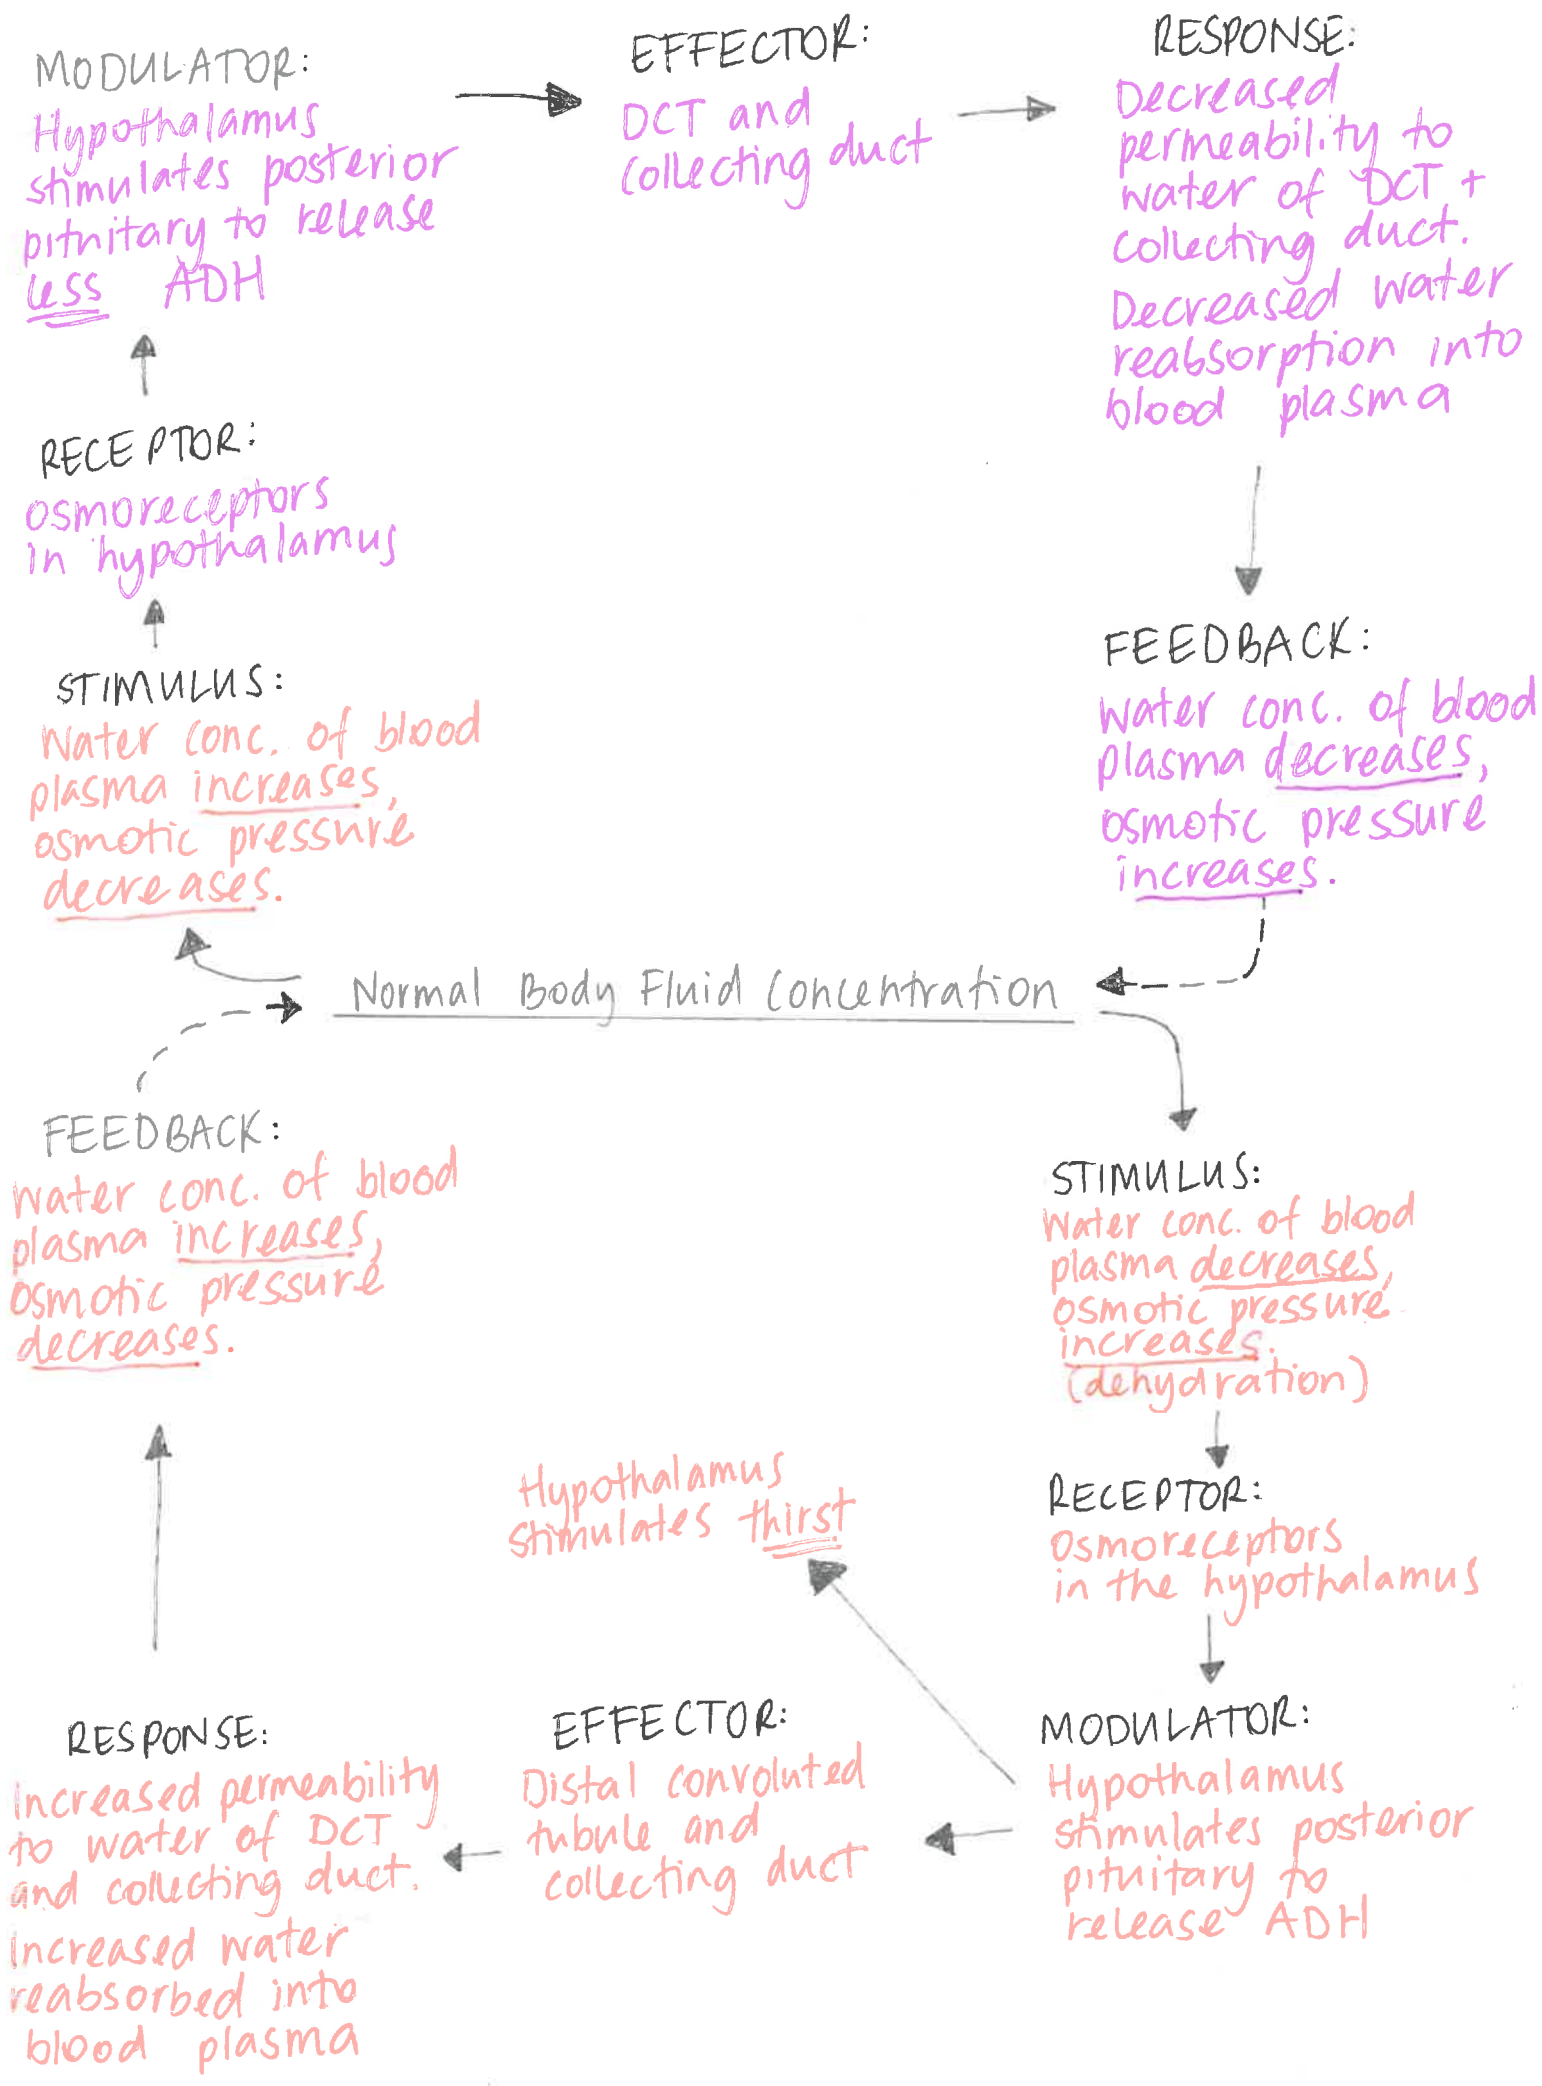 MODULATOR:
Hypothalamus
stimulates posterior
pituitary to release
less ADH
EFFECTOR:
DCT and
collecting duct
RESPONSE:
Decreased
permeability to
water of DCT +
collecting duct.
Decreased water
reabsorption into
blood plasma
RECEPTOR:
osmoreceptors
in hypothalamus
STIMULUS:
Water conc. of blood
plasma increases,
osmotic pressure
decreases.
FEEDBACK:
Water conc. of blood
plasma decreases,
osmotic pressure
increases.
Normal Body Fluid Concentration
FEEDBACK:
Water conc. of blood
plasma increases,
osmotic pressure
decreases.
STIMULUS:
Water conc. of blood
plasma decreases,
osmotic pressure
increases.
(dehydration)
RECEPTOR:
Osmoreceptors
in the hypothalamus
Hypothalamus
stimulates thirst
MODULATOR:
Hypothalamus
stimulates posterior
pituitary to
release ADH
EFFECTOR:
Distal convoluted
tubule and
collecting duct
RESPONSE:
Increased permeability
to water of DCT
and collecting duct.
Increased water
reabsorbed into
blood plasma